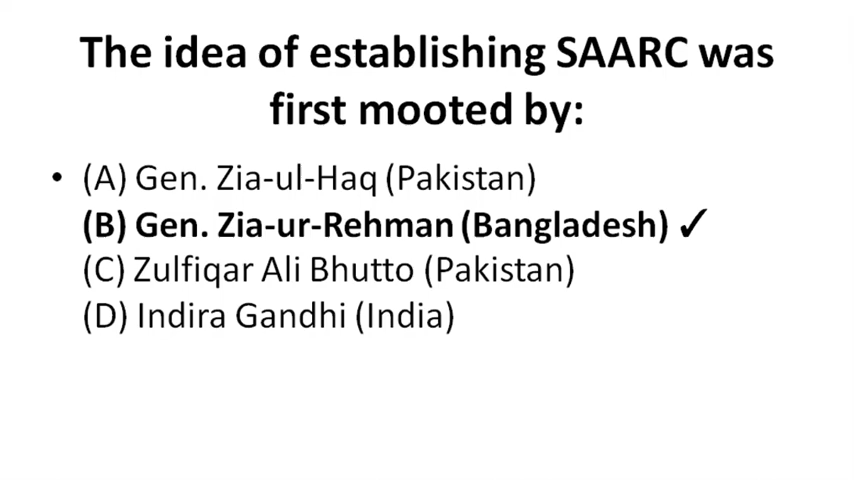 The idea of establishing SAARC was
first mooted by:
• (A) Gen. Zia-ul-Haq (Pakistan)
(B) Gen. Zia-ur-Rehman (Bangladesh) ✓
(C) Zulfiqar Ali Bhutto (Pakistan)
(D) Indira Gandhi (India)